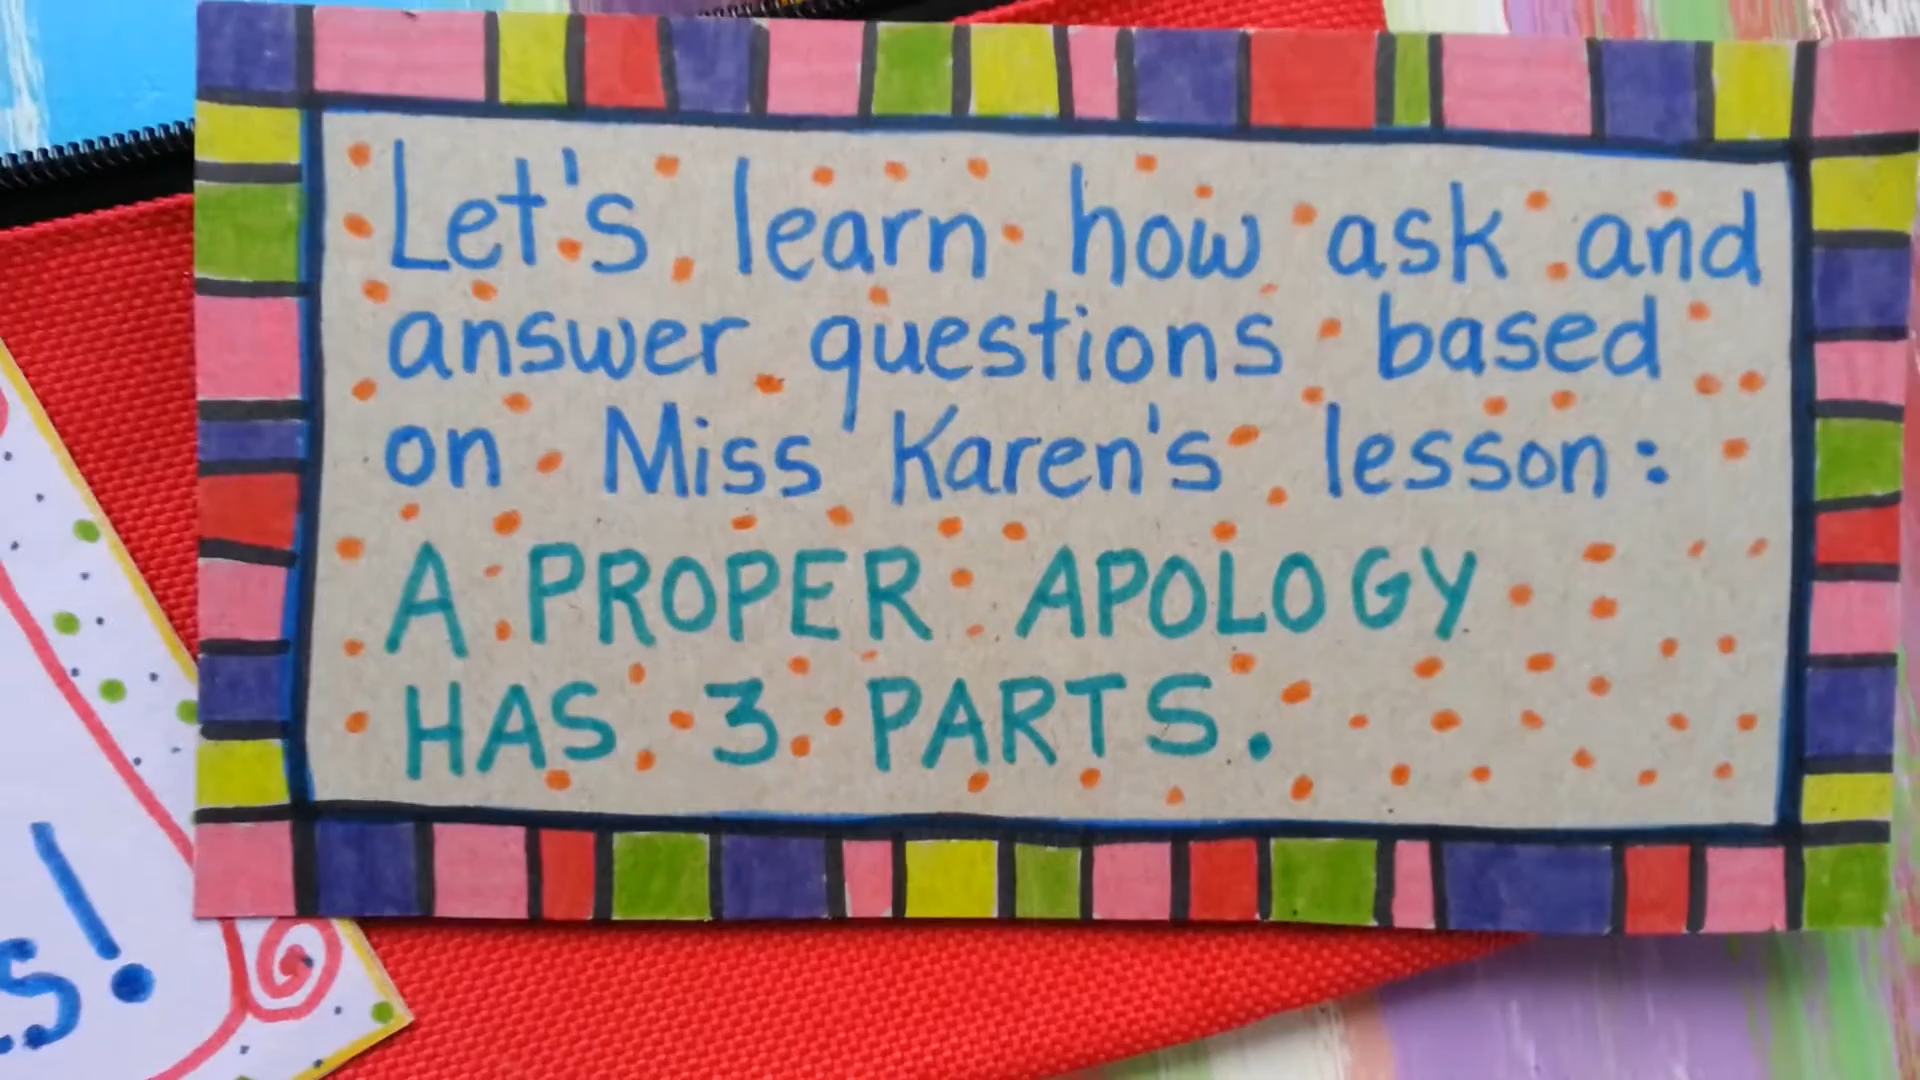 Let's learn how ask and
answer questions based
on Miss Karen's lesson:
A PROPER APOLOGY
HAS 3 PARTS.
s!